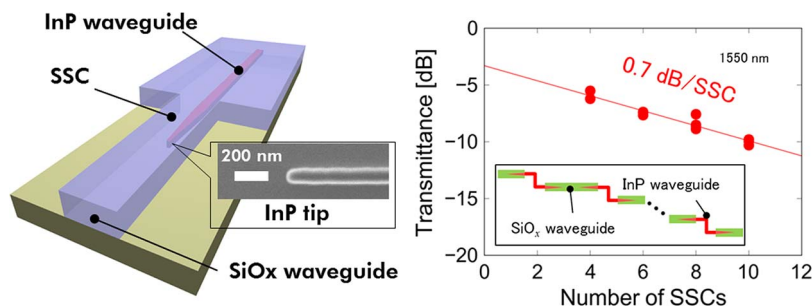 InP waveguide
SSC
200 nm
InP tip
SiOx waveguide
Transmittance [dB]
0
−5
−10
−15
−20
1550 nm
0.7 dB/SSC
InP waveguide
SiOₓ waveguide
0 2 4 6 8 10 12
Number of SSCs